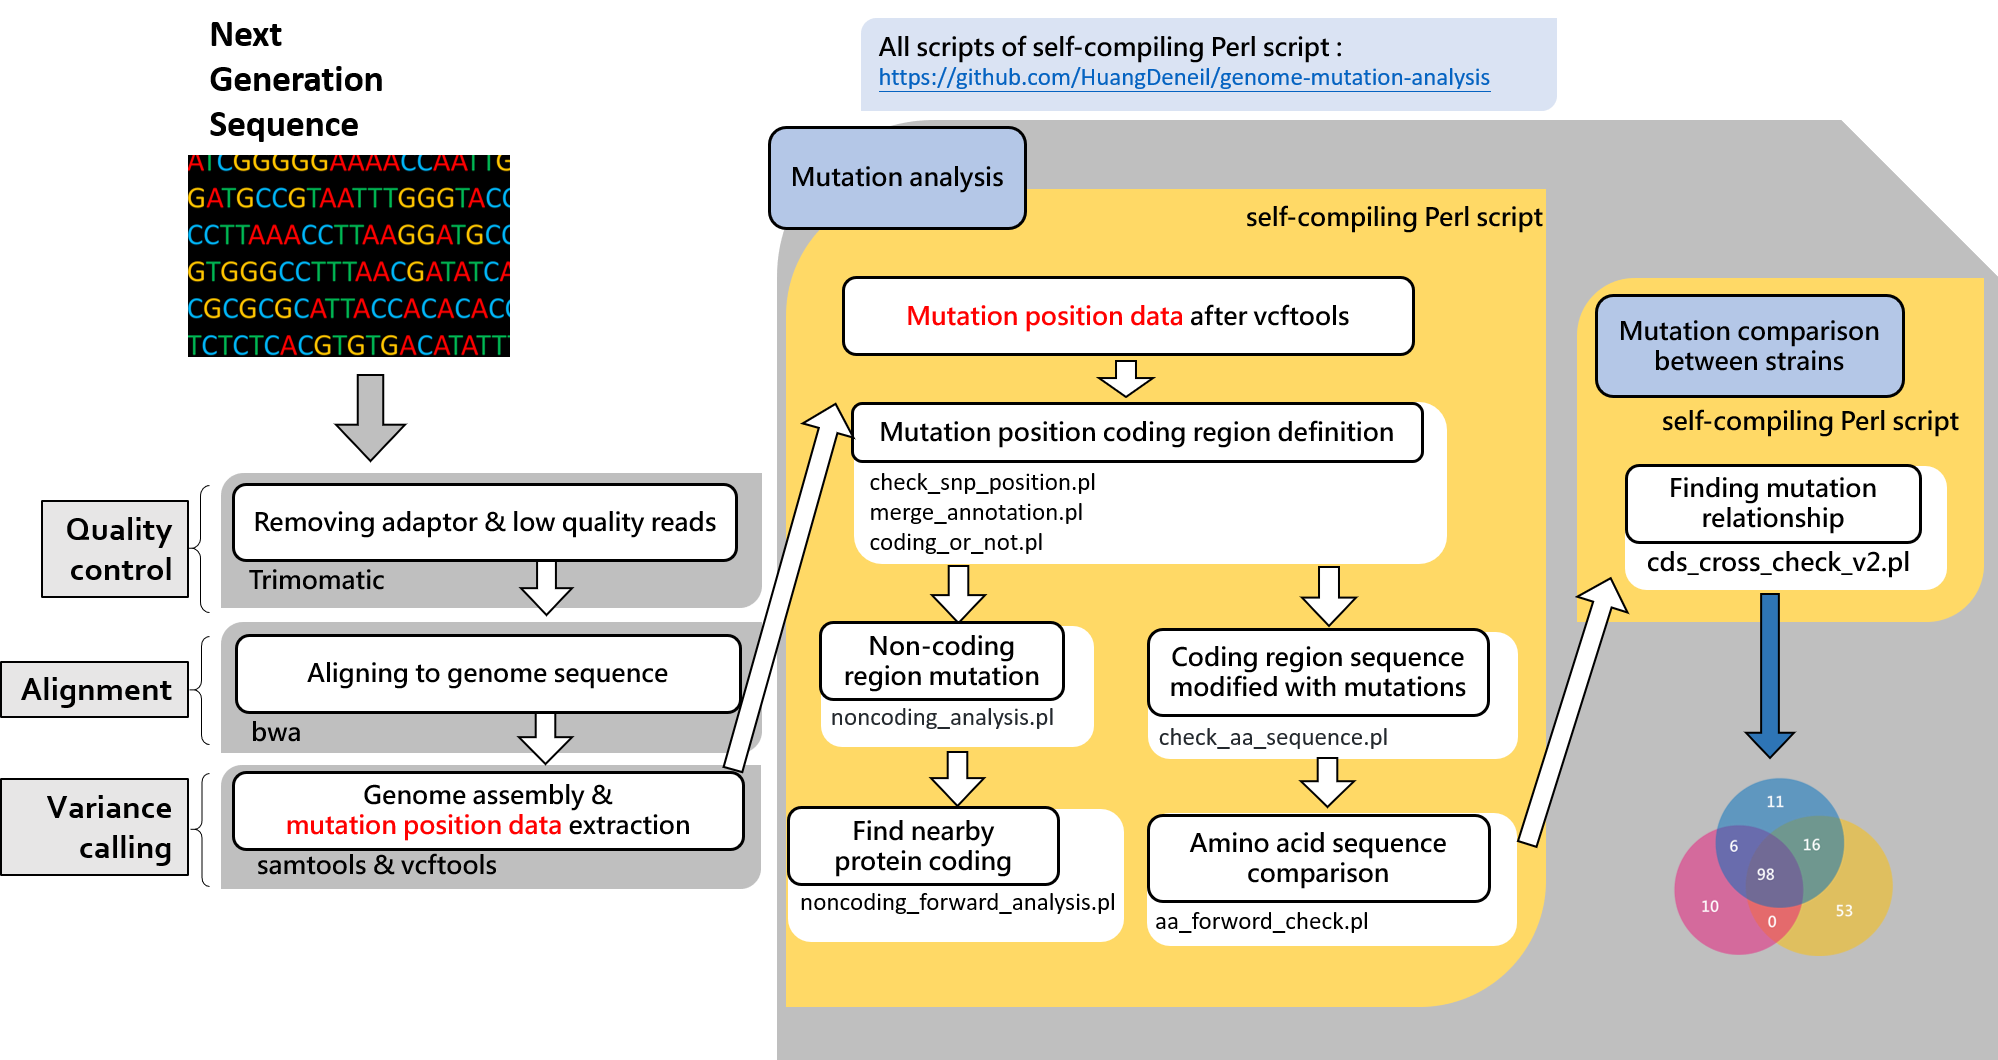 Next
Generation
Sequence
ATCGGGGGAAAACCAATTG
GATGCCGTAATTTGGGTACC
CCTTAAACCTTAAGGATGCC
GTGGGCCTTTAACGATATCA
CGCGCGCATTACCACACACC
TCTCTCACGTGTGACATATTT
Quality
control
Removing adaptor & low quality reads
Trimomatic
Alignment
Aligning to genome sequence
bwa
Variance
calling
Genome assembly &
mutation position data extraction
samtools & vcftools
All scripts of self-compiling Perl script :
https://github.com/HuangDeneil/genome-mutation-analysis
Mutation analysis
self-compiling Perl script
Mutation position data after vcftools
Mutation position coding region definition
check_snp_position.pl
merge_annotation.pl
coding_or_not.pl
Non-coding
region mutation
noncoding_analysis.pl
Find nearby
protein coding
noncoding_forward_analysis.pl
Coding region sequence
modified with mutations
check_aa_sequence.pl
Amino acid sequence
comparison
aa_forword_check.pl
Mutation comparison
between strains
self-compiling Perl script
Finding mutation
relationship
cds_cross_check_v2.pl
11
6
16
98
10
53
0